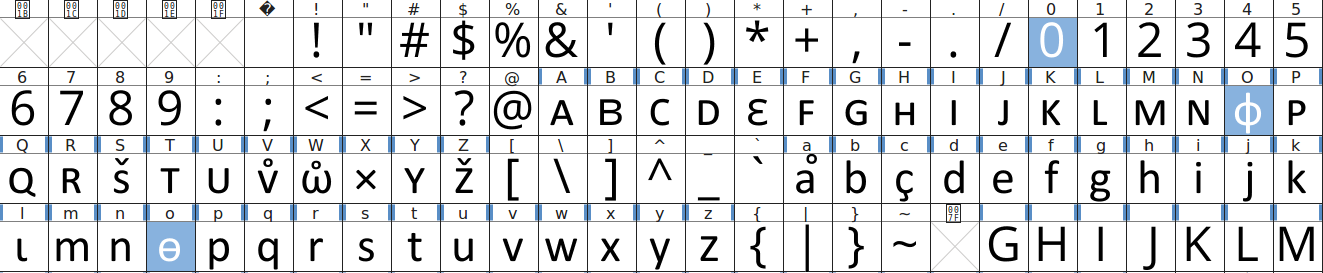 001B 001C 001D 001E 001F � ! " # $ % & ' ( ) * + , - . / 0 1 2 3 4 5
! " # $ % & ' ( ) * + , - . / 0 1 2 3 4 5
6 7 8 9 : ; < = > ? @ A B C D E F G H I J K L M N O P
6 7 8 9 : ; < = > ? @ ᴀ ʙ ᴄ ᴅ ɛ ꜰ ɢ ʜ ɪ ᴊ ᴋ ʟ ᴍ ɴ ɸ ᴘ
Q R S T U V W X Y Z [ \ ] ^ _ ` a b c d e f g h i j k
ꞯ ʀ š ᴛ ᴜ v̊ ω̊ × ʏ ž [ \ ] ^ _ ` å b ç d e f g h i j k
l m n o p q r s t u v w x y z { | } ~ 007F
ɩ m n ɵ p q r s t u v w x y z { | } ~ G H I J K L M